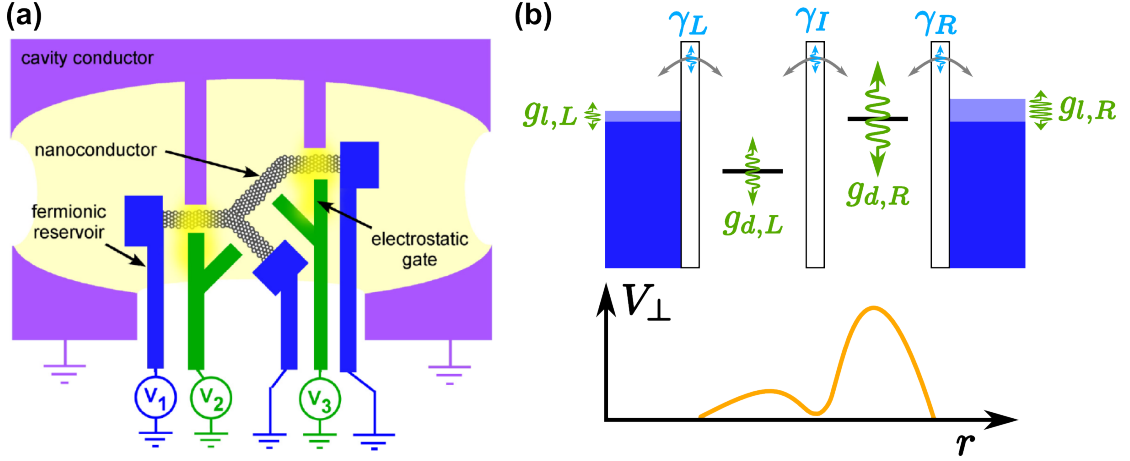 (a)
cavity conductor
nanoconductor
fermionic
reservoir
electrostatic
gate
V1
V2
V3
(b)
γL
γI
γR
gl,L
gd,L
gd,R
gl,R
V⊥
r